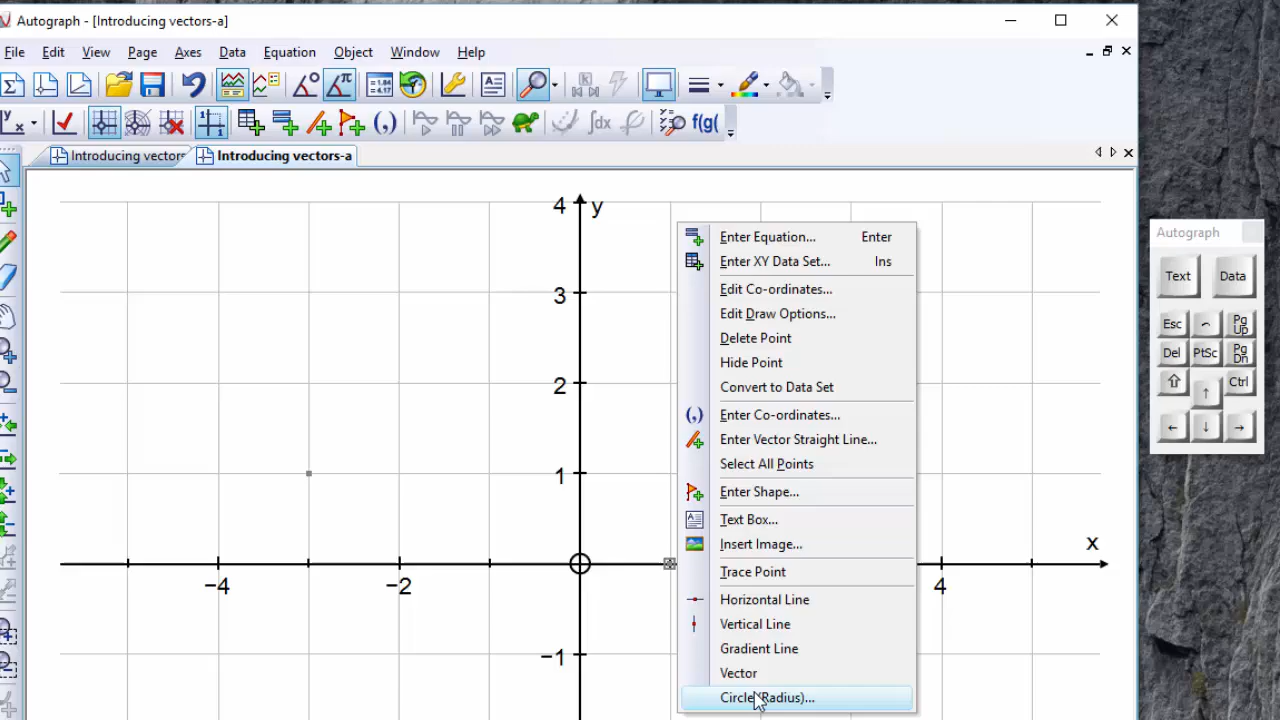 Autograph - [Introducing vectors-a]
File Edit View Page Axes Data Equation Object Window Help
Introducing vectors
Introducing vectors-a
4 y
3
2
1
−1
−4 −2 4
x
Enter Equation... Enter
Enter XY Data Set... Ins
Edit Co-ordinates...
Edit Draw Options...
Delete Point
Hide Point
Convert to Data Set
Enter Co-ordinates...
Enter Vector Straight Line...
Select All Points
Enter Shape...
Text Box...
Insert Image...
Trace Point
Horizontal Line
Vertical Line
Gradient Line
Vector
Circle (Radius)...
Autograph
Text Data
Esc Pg Up
Del PtSc Pg Dn
Ctrl